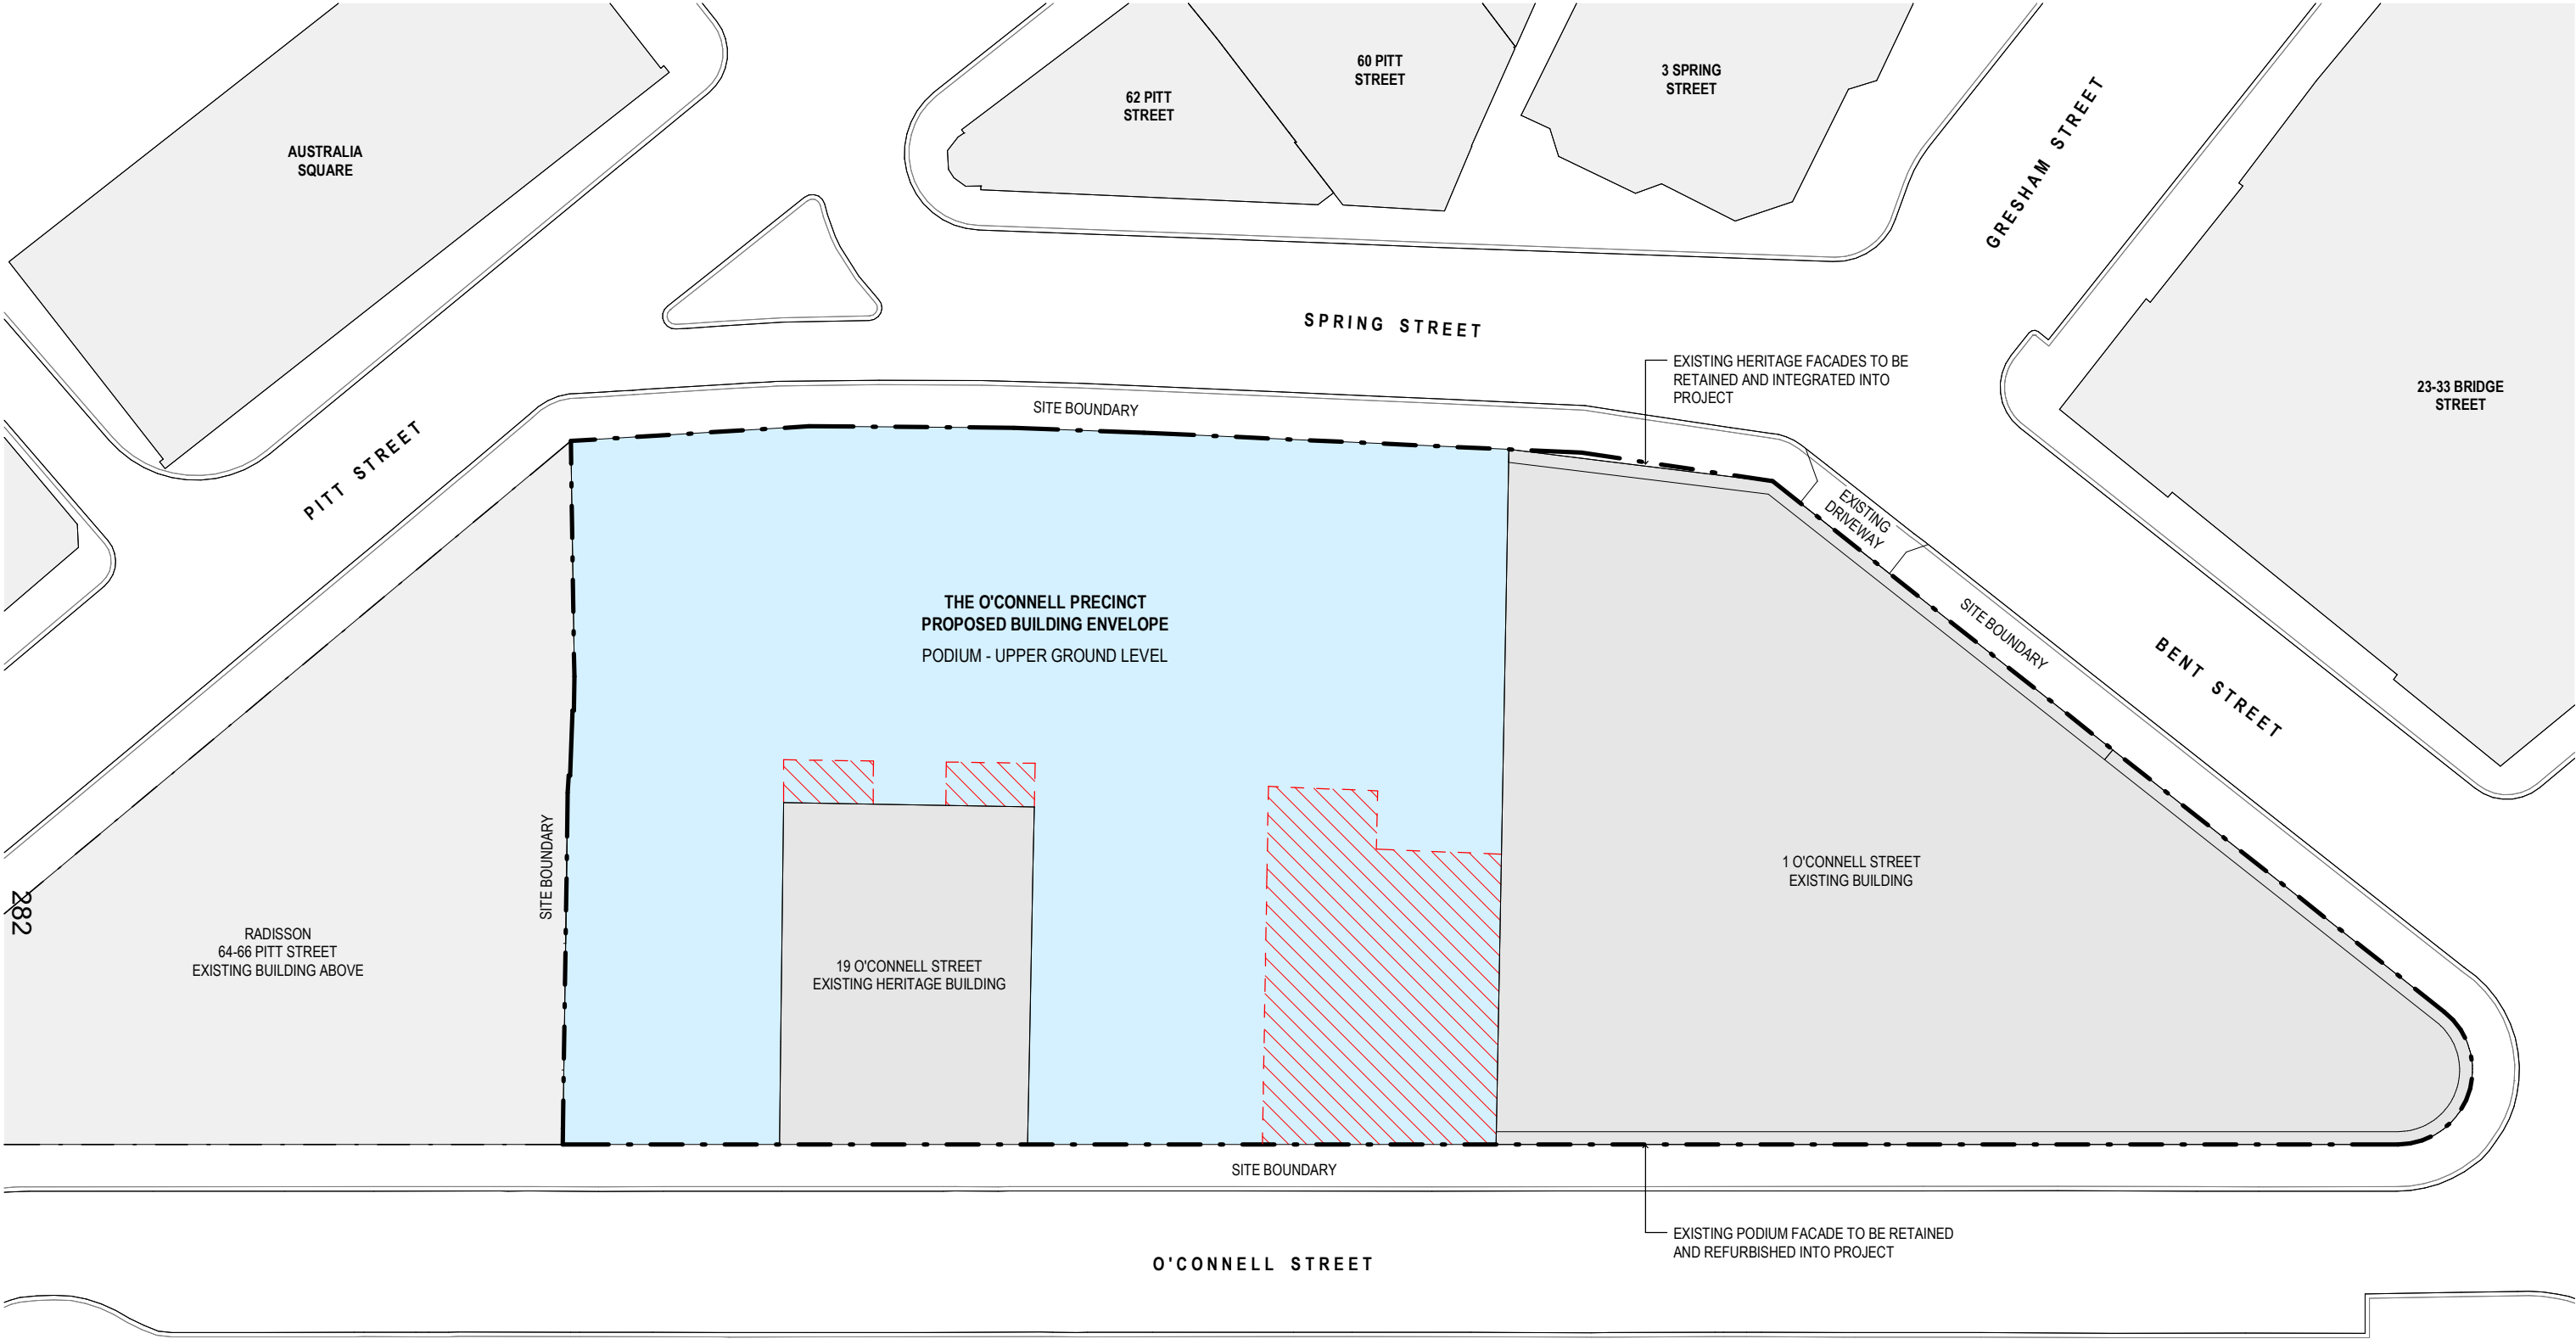 60 PITT
STREET
3 SPRING
STREET
62 PITT
STREET
AUSTRALIA
SQUARE
GRESHAM STREET
SPRING STREET
EXISTING HERITAGE FACADES TO BE
RETAINED AND INTEGRATED INTO
PROJECT
23-33 BRIDGE
STREET
SITE BOUNDARY
PITT STREET
EXISTING
DRIVEWAY
THE O'CONNELL PRECINCT
PROPOSED BUILDING ENVELOPE
PODIUM - UPPER GROUND LEVEL
SITE BOUNDARY
BENT STREET
SITE BOUNDARY
1 O'CONNELL STREET
EXISTING BUILDING
282
RADISSON
64-66 PITT STREET
EXISTING BUILDING ABOVE
19 O'CONNELL STREET
EXISTING HERITAGE BUILDING
SITE BOUNDARY
EXISTING PODIUM FACADE TO BE RETAINED
AND REFURBISHED INTO PROJECT
O'CONNELL STREET